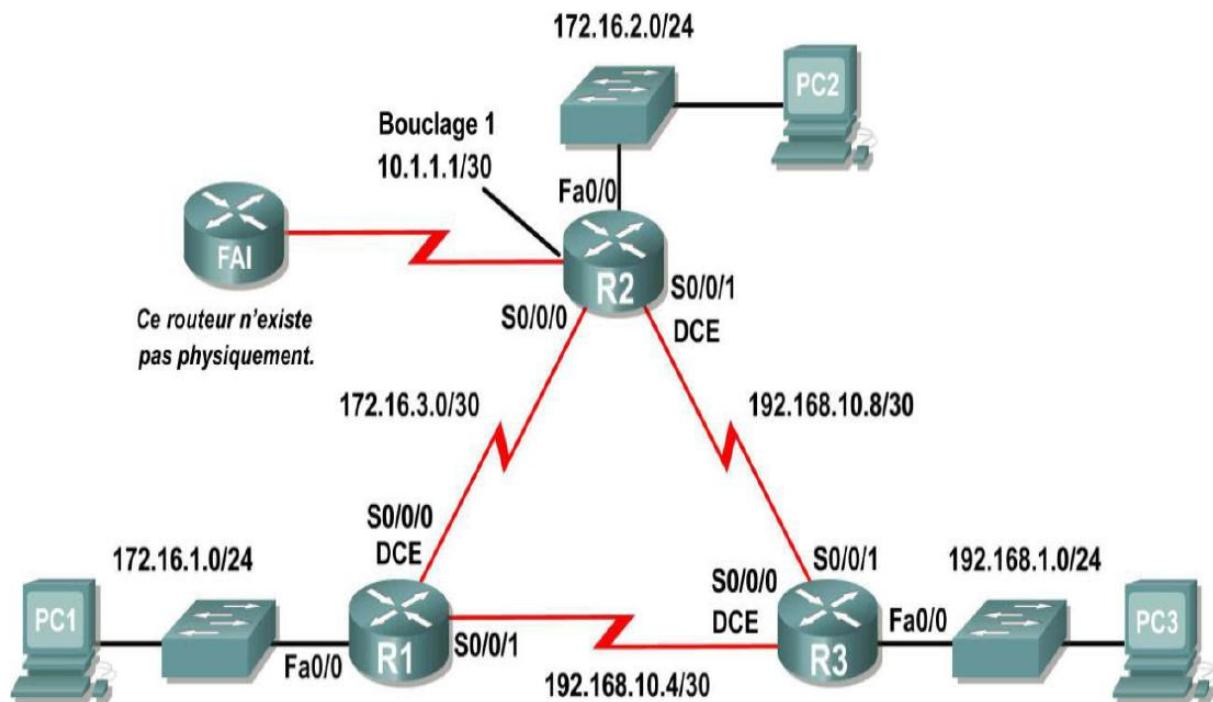 172.16.2.0/24
PC2
Bouclage 1
10.1.1.1/30
Fa0/0
FAI
R2
S0/0/1
DCE
S0/0/0
Ce routeur n'existe
pas physiquement.
172.16.3.0/30
192.168.10.8/30
S0/0/0
DCE
172.16.1.0/24
S0/0/1
192.168.1.0/24
S0/0/0
DCE
PC1
R1
S0/0/1
Fa0/0
R3
Fa0/0
PC3
192.168.10.4/30